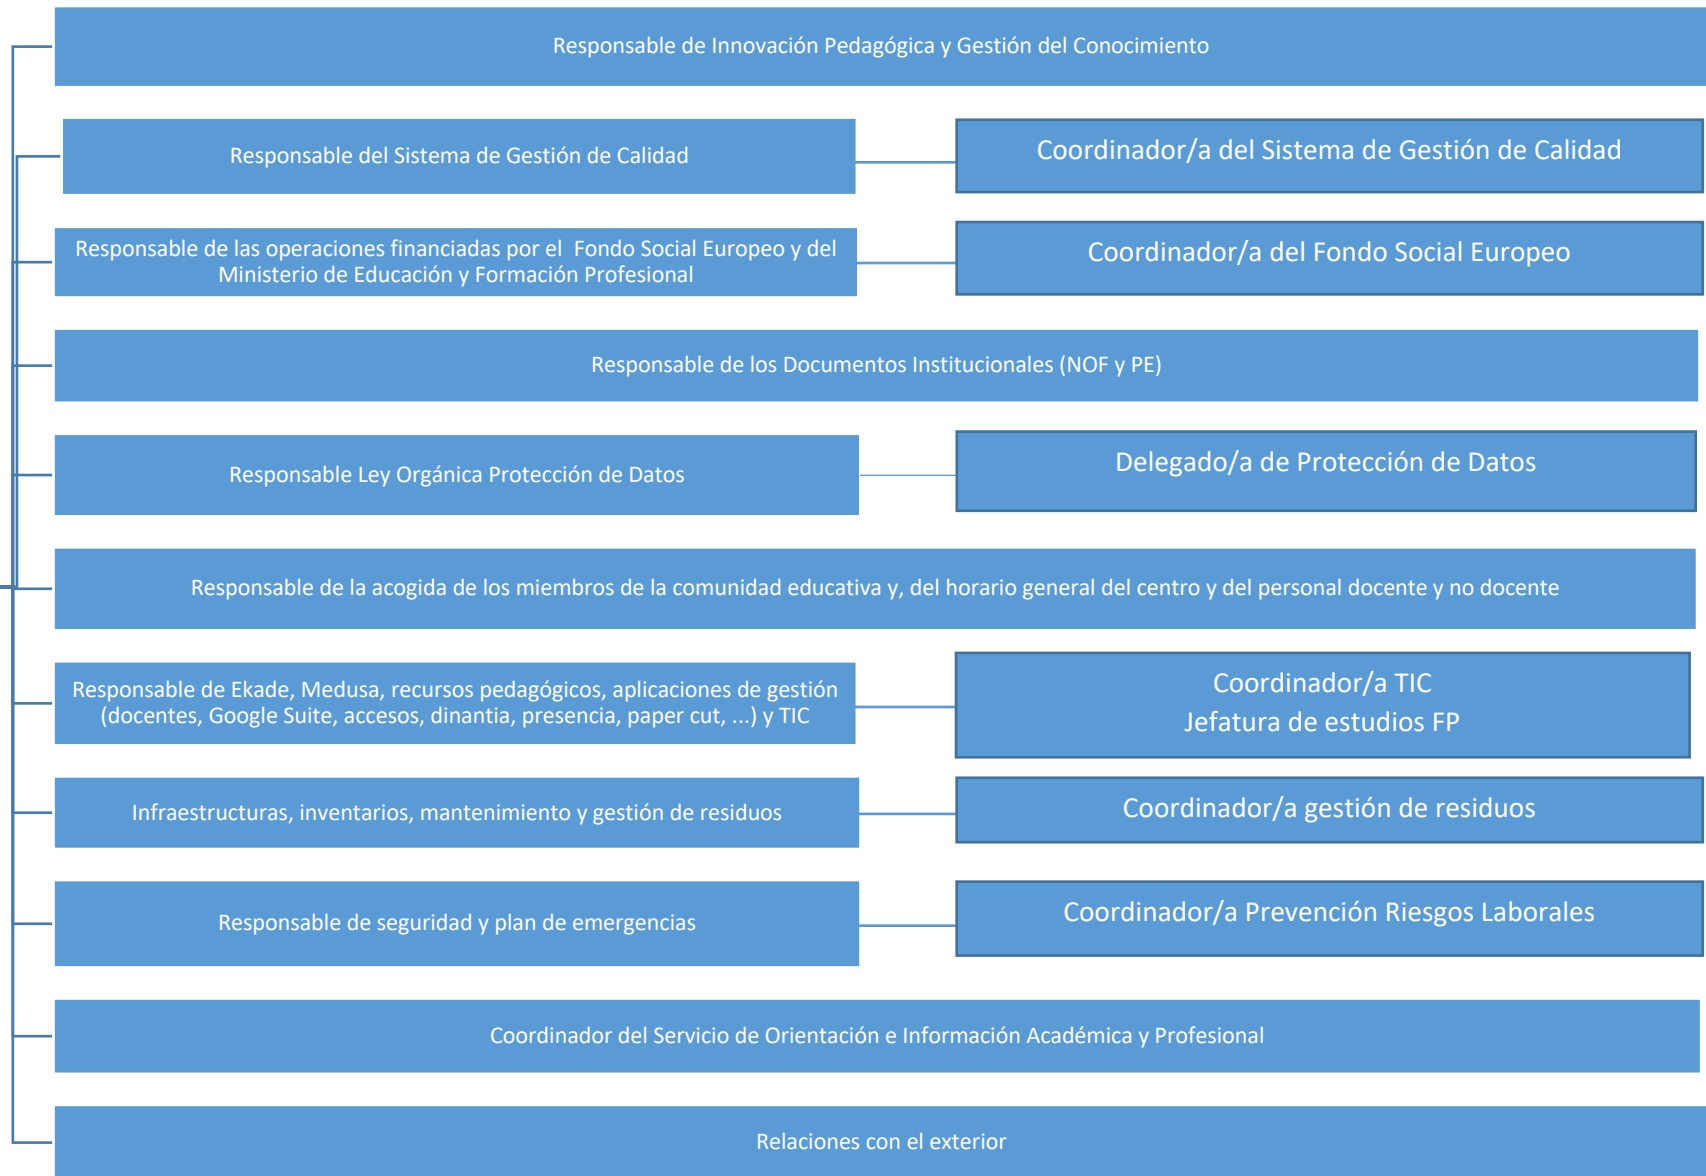 Responsable de Innovación Pedagógica y Gestión del Conocimiento
Responsable del Sistema de Gestión de Calidad
Coordinador/a del Sistema de Gestión de Calidad
Responsable de las operaciones financiadas por el  Fondo Social Europeo y del
Ministerio de Educación y Formación Profesional
Coordinador/a del Fondo Social Europeo
Responsable de los Documentos Institucionales (NOF y PE)
Responsable Ley Orgánica Protección de Datos
Delegado/a de Protección de Datos
Responsable de la acogida de los miembros de la comunidad educativa y, del horario general del centro y del personal docente y no docente
Responsable de Ekade, Medusa, recursos pedagógicos, aplicaciones de gestión
(docentes, Google Suite, accesos, dinantia, presencia, paper cut, ...) y TIC
Coordinador/a TIC
Jefatura de estudios FP
Infraestructuras, inventarios, mantenimiento y gestión de residuos
Coordinador/a gestión de residuos
Responsable de seguridad y plan de emergencias
Coordinador/a Prevención Riesgos Laborales
Coordinador del Servicio de Orientación e Información Académica y Profesional
Relaciones con el exterior